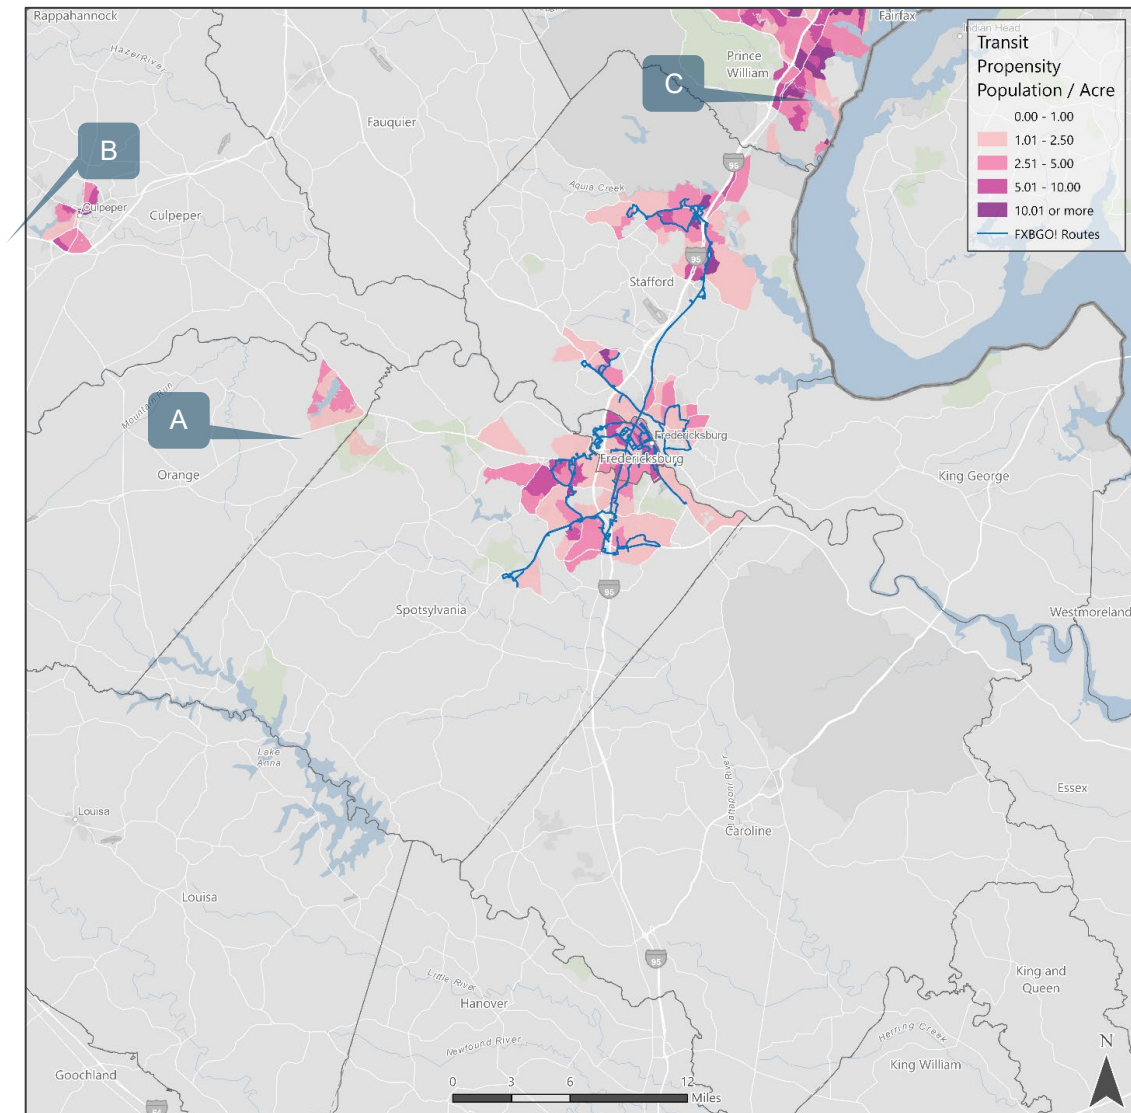 Rappahannock
Fairfax
Indian Head
Hazel River
Transit
Propensity
Population / Acre
0.00 - 1.00
1.01 - 2.50
2.51 - 5.00
5.01 - 10.00
10.01 or more
FXBGO! Routes
Prince
William
C
Fauquier
B
95
Aquia Creek
Culpeper
Culpeper
95
Stafford
Mountain Run
A
Fredericksburg
Fredericksburg
Orange
King George
95
Spotsylvania
Westmoreland
Lake
Anna
Mattaponi River
Essex
Louisa
Caroline
Louisa
95
King and
Queen
Little River
Hanover
Herring Creek
Newfound River
N
King William
Goochland
0
3
6
12
Miles